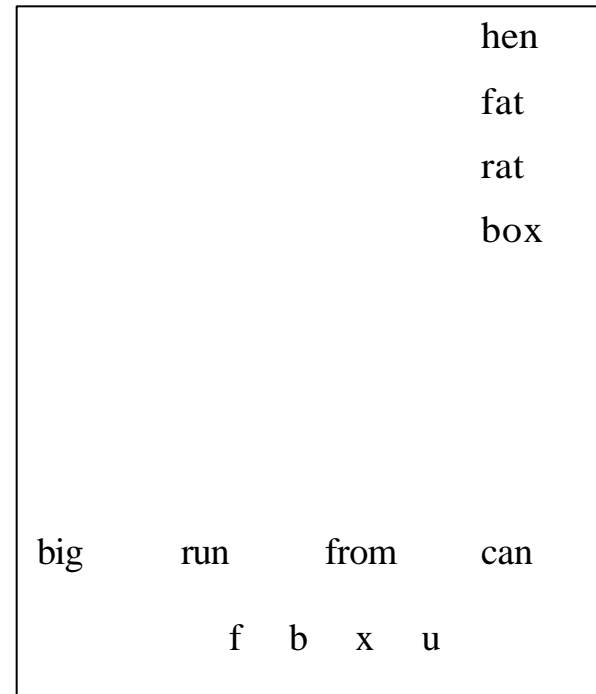 hen
fat
rat
box
big run from can
f b x u